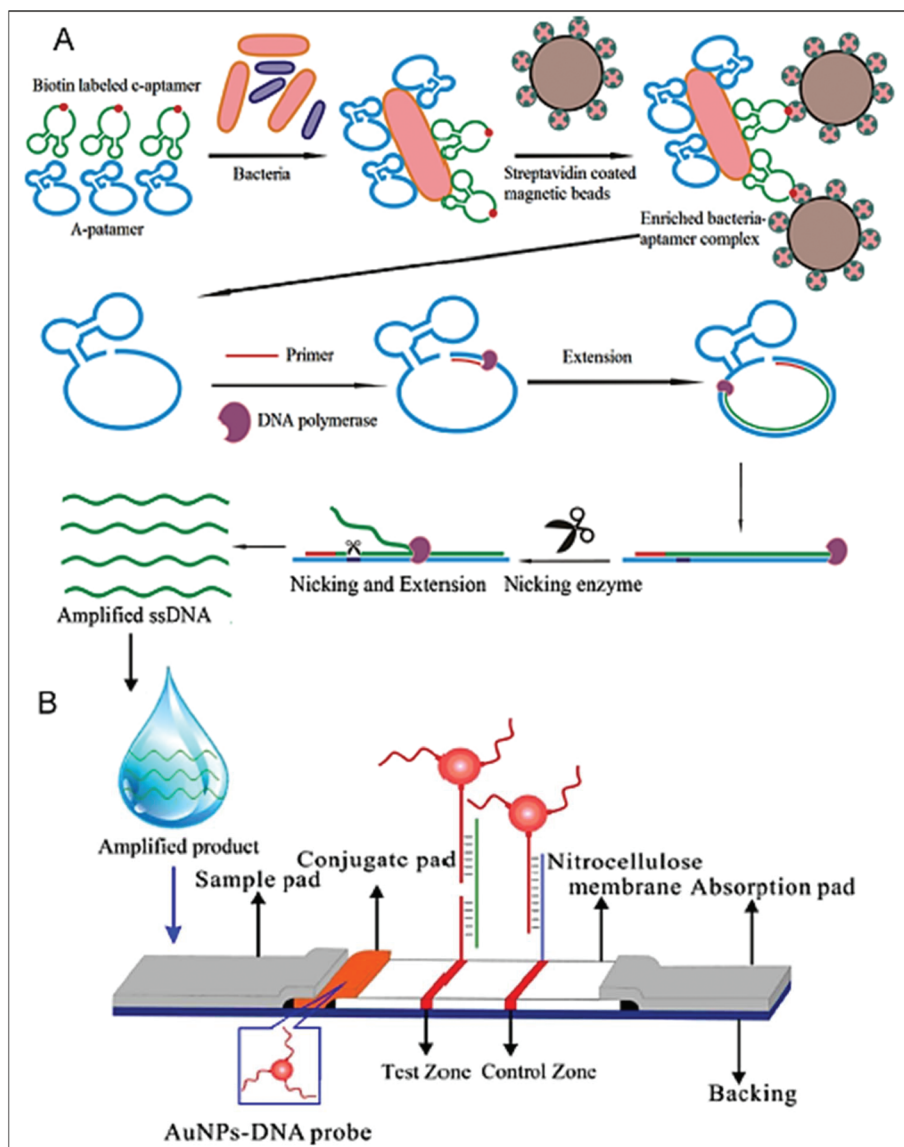 A
Biotin labeled c-aptamer
Bacteria
A-patamer
Streptavidin coated
magnetic beads
Enriched bacteria-
aptamer complex
Primer
DNA polymerase
Extension
Amplified ssDNA
Nicking and Extension
Nicking enzyme
B
Amplified product
Sample pad
Conjugate pad
Nitrocellulose
membrane
Absorption pad
Test Zone
Control Zone
Backing
AuNPs-DNA probe